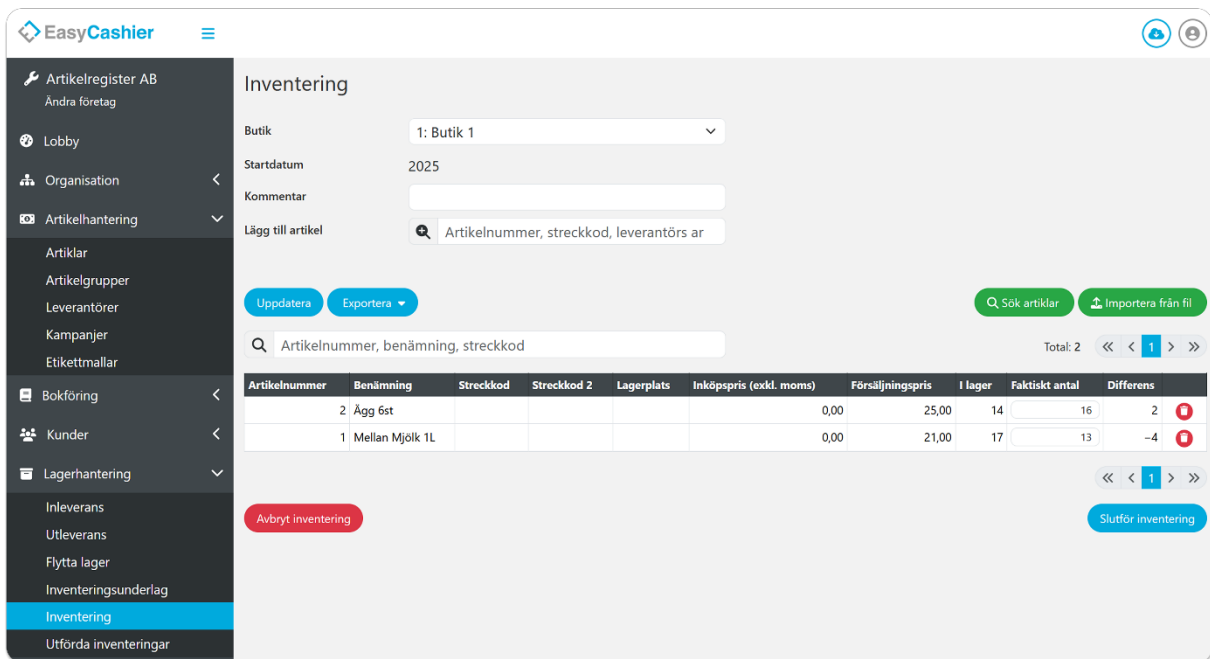 EasyCashier
Artikelregister AB
Ändra företag
Lobby
Organisation
Artikelhantering
Artiklar
Artikelgrupper
Leverantörer
Kampanjer
Etikettmallar
Bokföring
Kunder
Lagerhantering
Inleverans
Utleverans
Flytta lager
Inventeringsunderlag
Inventering
Utförda inventeringar
Inventering
Butik 1: Butik 1
Startdatum 2025
Kommentar
Lägg till artikel Artikelnummer, streckkod, leverantörs ar
Uppdatera Exportera Sök artiklar Importera från fil
Artikelnummer, benämning, streckkod Total: 2 « < 1 > »
Artikelnummer Benämning Streckkod Streckkod 2 Lagerplats Inköpspris (exkl. moms) Försäljningspris I lager Faktiskt antal Differens
2 Ägg 6st 0,00 25,00 14 16 2
1 Mellan Mjölk 1L 0,00 21,00 17 13 −4
« < 1 > »
Avbryt inventering Slutför inventering